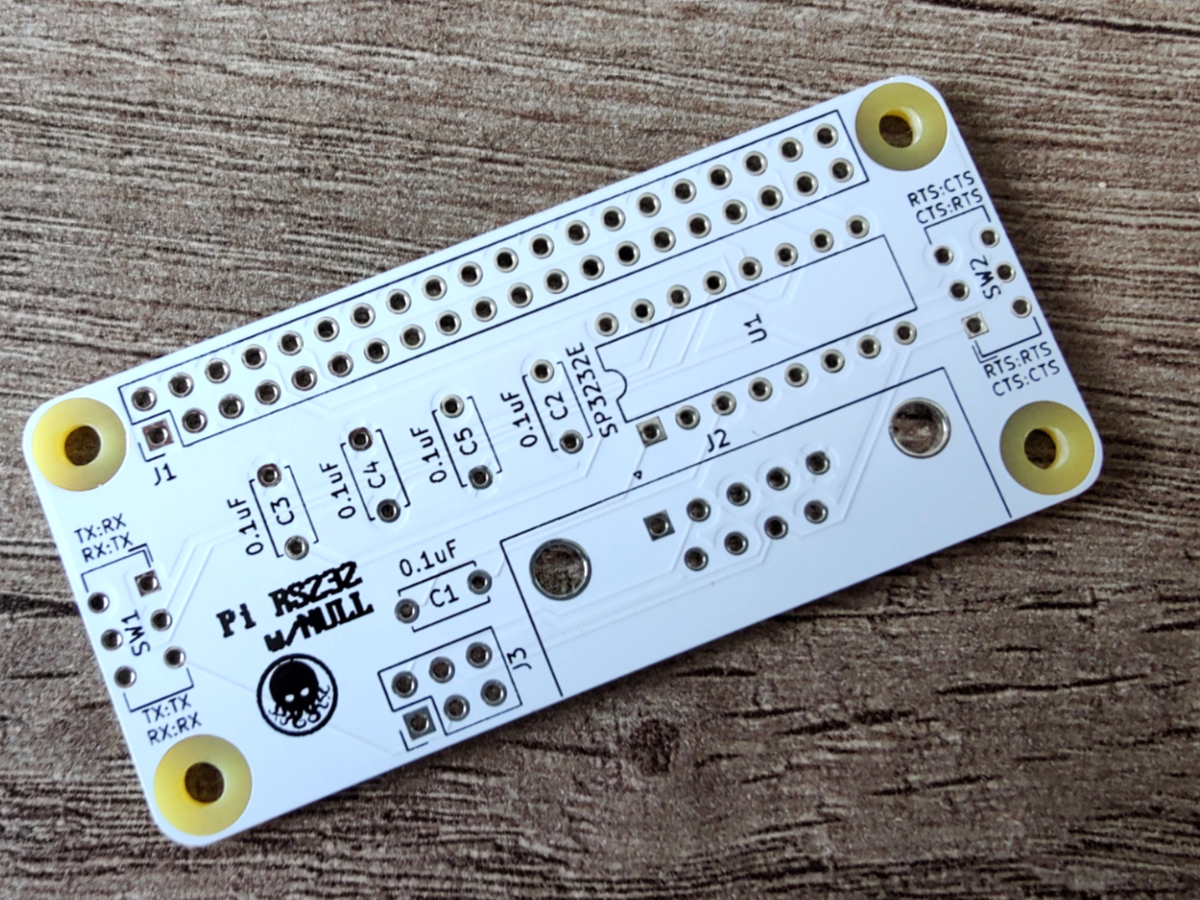 RTS:CTS
CTS:RTS
SW2
RTS:RTS
CTS:CTS
U1
SP3232E
J2
0.1uF
C2
0.1uF
C5
0.1uF
C4
0.1uF
C3
J1
TX:RX
RX:TX
SW1
TX:TX
RX:RX
Pi RS232
w/NULL
0.1uF
C1
J3